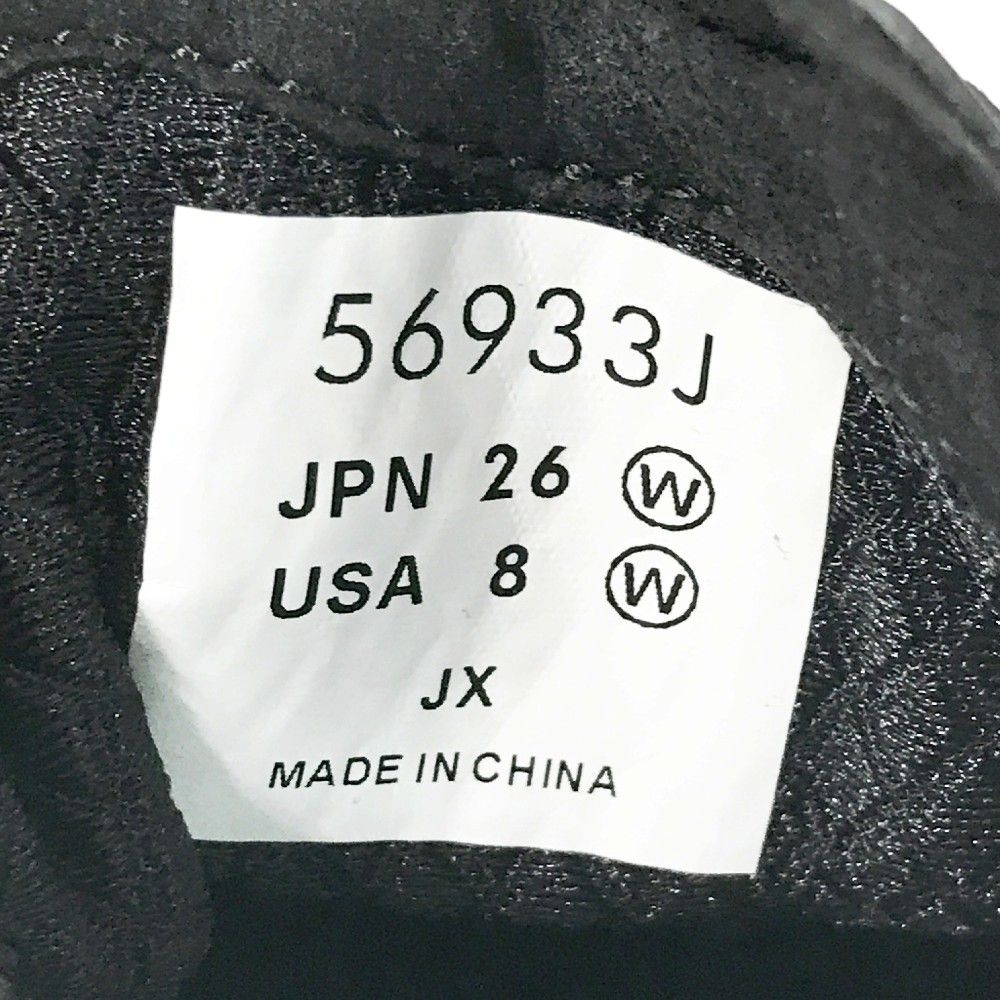 56933J
JPN 26 Ⓦ
USA 8 Ⓦ
JX
MADE IN CHINA